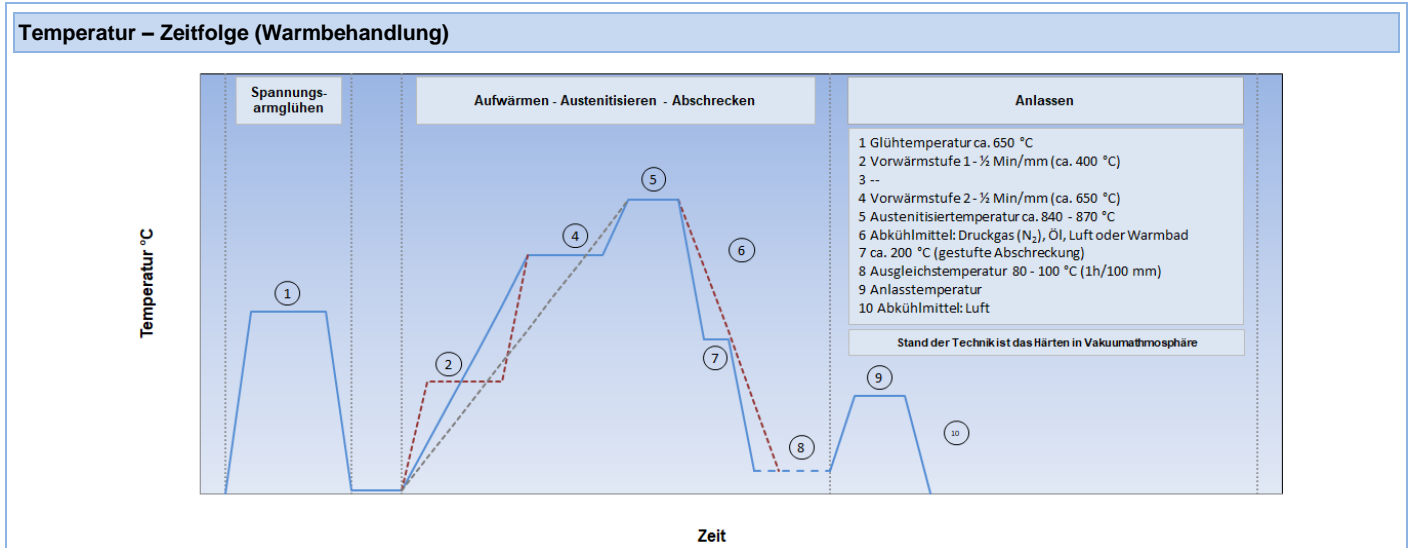 Temperatur – Zeitfolge (Warmbehandlung)
Spannungs-
armglühen
Aufwärmen - Austenitisieren - Abschrecken
Anlassen
1 Glühtemperatur ca. 650 °C
2 Vorwärmstufe 1 - ½ Min/mm (ca. 400 °C)
3 --
4 Vorwärmstufe 2 - ½ Min/mm (ca. 650 °C)
5 Austenitisiertemperatur ca. 840 - 870 °C
6 Abkühlmittel: Druckgas (N₂), Öl, Luft oder Warmbad
7 ca. 200 °C (gestufte Abschreckung)
8 Ausgleichstemperatur 80 - 100 °C (1h/100 mm)
9 Anlasstemperatur
10 Abkühlmittel: Luft
Stand der Technik ist das Härten in Vakuumathmosphäre
5
4
6
1
7
2
9
10
8
Temperatur °C
Zeit